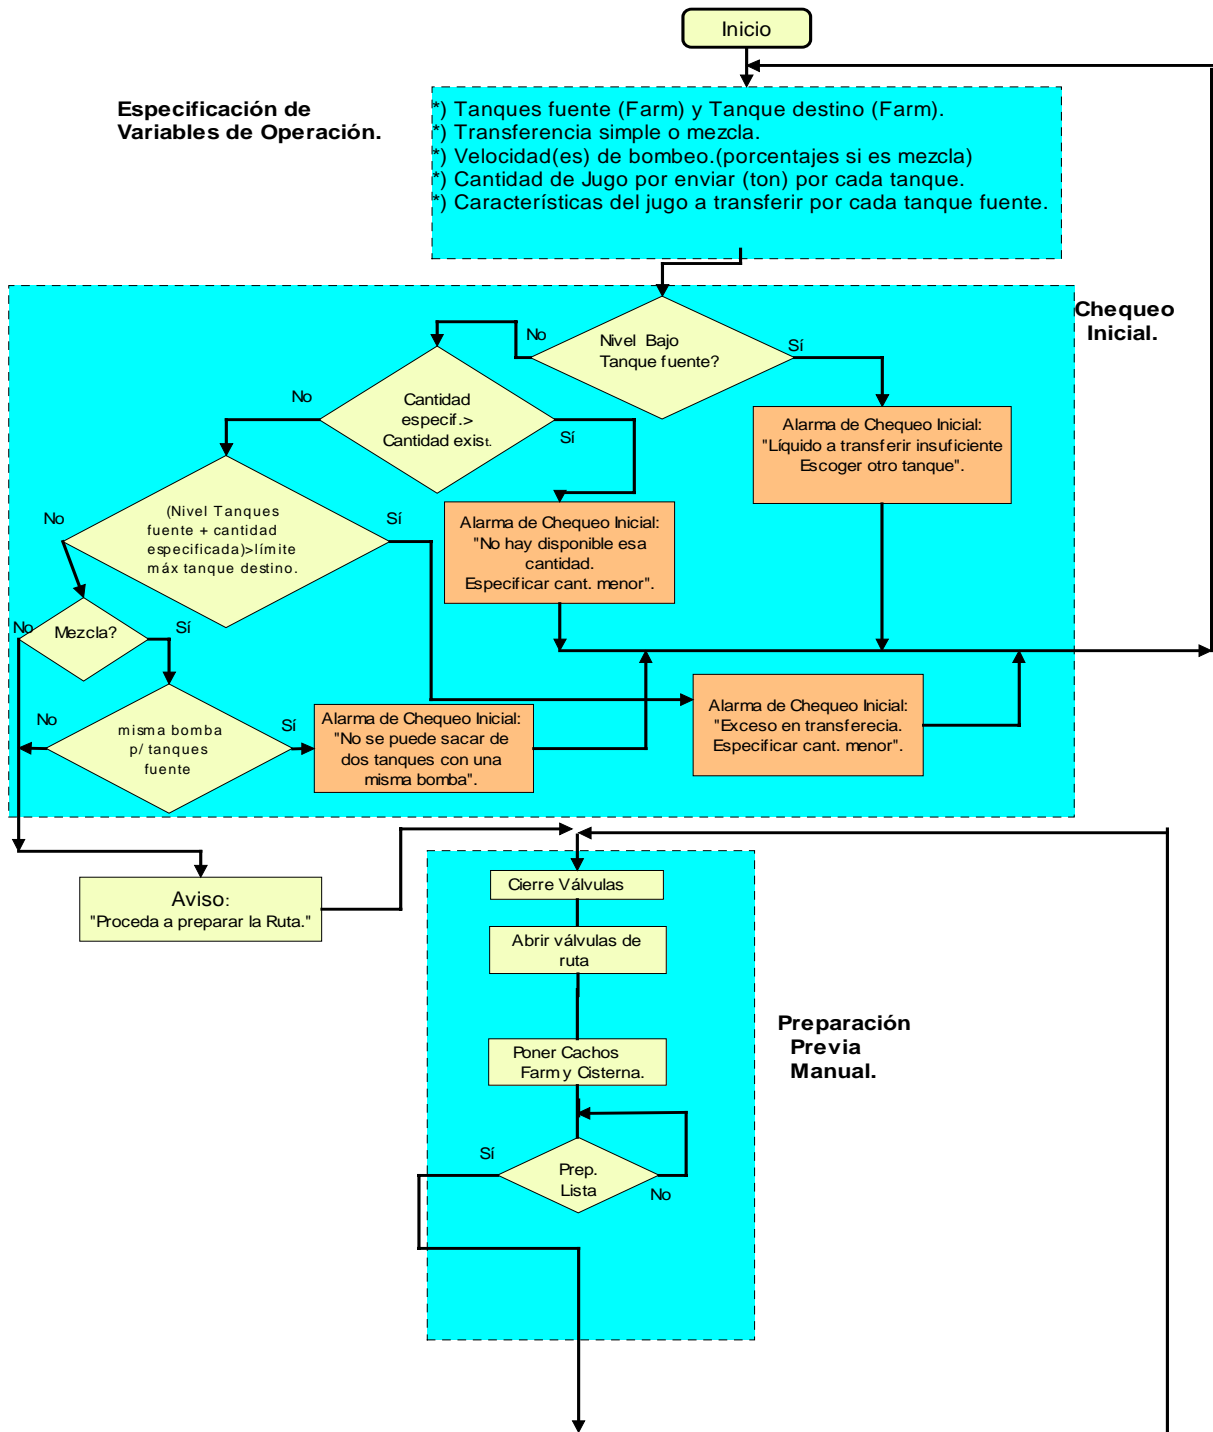 Inicio
Especificación de
Variables de Operación.
*) Tanques fuente (Farm) y Tanque destino (Farm).
*) Transferencia simple o mezcla.
*) Velocidad(es) de bombeo.(porcentajes si es mezcla)
*) Cantidad de Jugo por enviar (ton) por cada tanque.
*) Características del jugo a transferir por cada tanque fuente.
Chequeo
Inicial.
Nivel Bajo
Tanque fuente?
No
Sí
Cantidad
especif.>
Cantidad exist.
No
Sí
Alarma de Chequeo Inicial:
"Líquido a transferir insuficiente
Escoger otro tanque".
(Nivel Tanques
fuente + cantidad
especificada)>límite
máx tanque destino.
No
Sí
Alarma de Chequeo Inicial:
"No hay disponible esa
cantidad.
Especificar cant. menor".
Mezcla?
No
Sí
misma bomba
p/ tanques
fuente
No
Sí
Alarma de Chequeo Inicial:
"No se puede sacar de
dos tanques con una
misma bomba".
Alarma de Chequeo Inicial:
"Exceso en transferecia.
Especificar cant. menor".
Aviso:
"Proceda a preparar la Ruta."
Cierre Válvulas
Abrir válvulas de
ruta
Preparación
Previa
Manual.
Poner Cachos
Farm y Cisterna.
Prep.
Lista
Sí
No